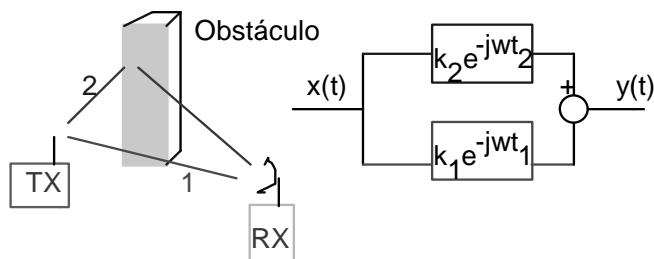 Obstáculo
2
TX
1
RX
x(t)
k₂e^-jwt₂
+
y(t)
k₁e^-jwt₁